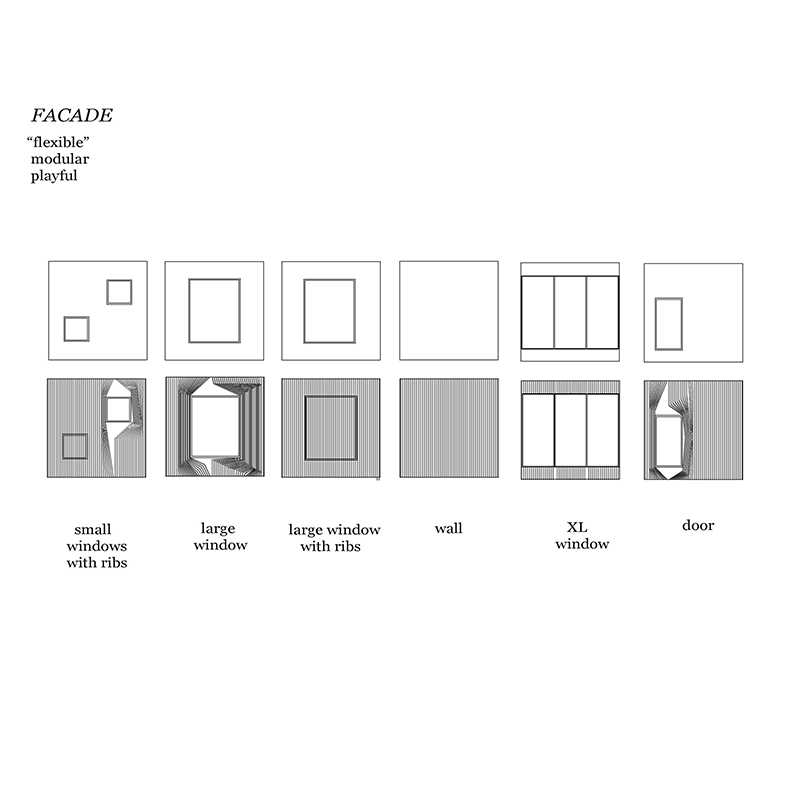 FACADE
“flexible”
modular
playful
small
windows
with ribs
large
window
large window
with ribs
wall
XL
window
door